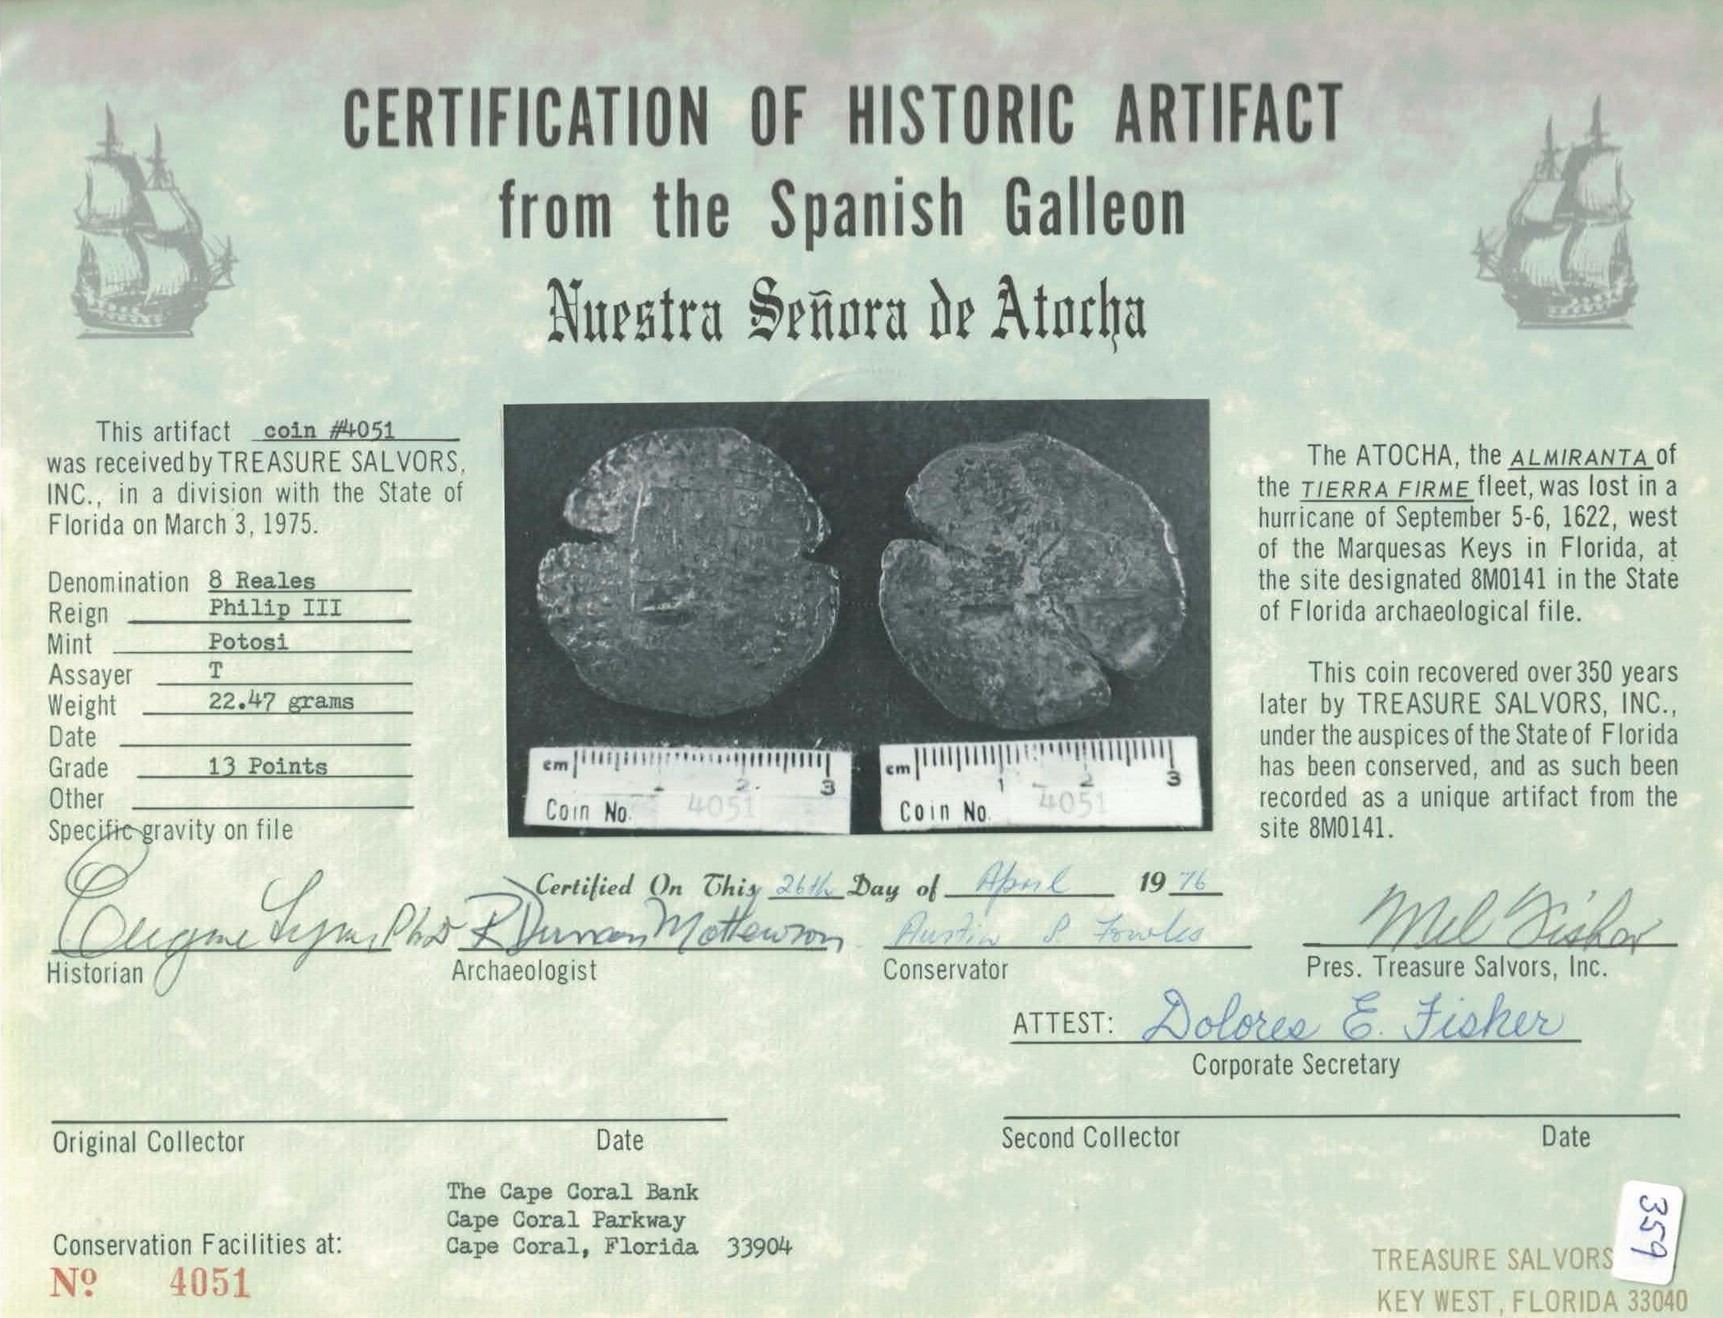 CERTIFICATION OF HISTORIC ARTIFACT
from the Spanish Galleon
Nuestra Señora de Atocha
This artifact coin #4051
was received by TREASURE SALVORS,
INC., in a division with the State of
Florida on March 3, 1975.
Denomination 8 Reales
Reign Philip III
Mint Potosi
Assayer T
Weight 22.47 grams
Date
Grade 13 Points
Other
Specific gravity on file
cm 2 3
Coin No. 4051
cm 1 2 3
Coin No. 4051
The ATOCHA, the ALMIRANTA of
the TIERRA FIRME fleet, was lost in a
hurricane of September 5-6, 1622, west
of the Marquesas Keys in Florida, at
the site designated 8M0141 in the State
of Florida archaeological file.
This coin recovered over 350 years
later by TREASURE SALVORS, INC.,
under the auspices of the State of Florida
has been conserved, and as such been
recorded as a unique artifact from the
site 8M0141.
Certified On This 26th Day of April 1976
Eugene Lyon, PhD
Historian
R Duncan Mathewson
Archaeologist
Austin S. Fowles
Conservator
Mel Fisher
Pres. Treasure Salvors, Inc.
ATTEST: Dolores E. Fisher
Corporate Secretary
Original Collector Date
Second Collector Date
The Cape Coral Bank
Cape Coral Parkway
Conservation Facilities at: Cape Coral, Florida 33904
Nº 4051
359
TREASURE SALVORS
KEY WEST, FLORIDA 33040